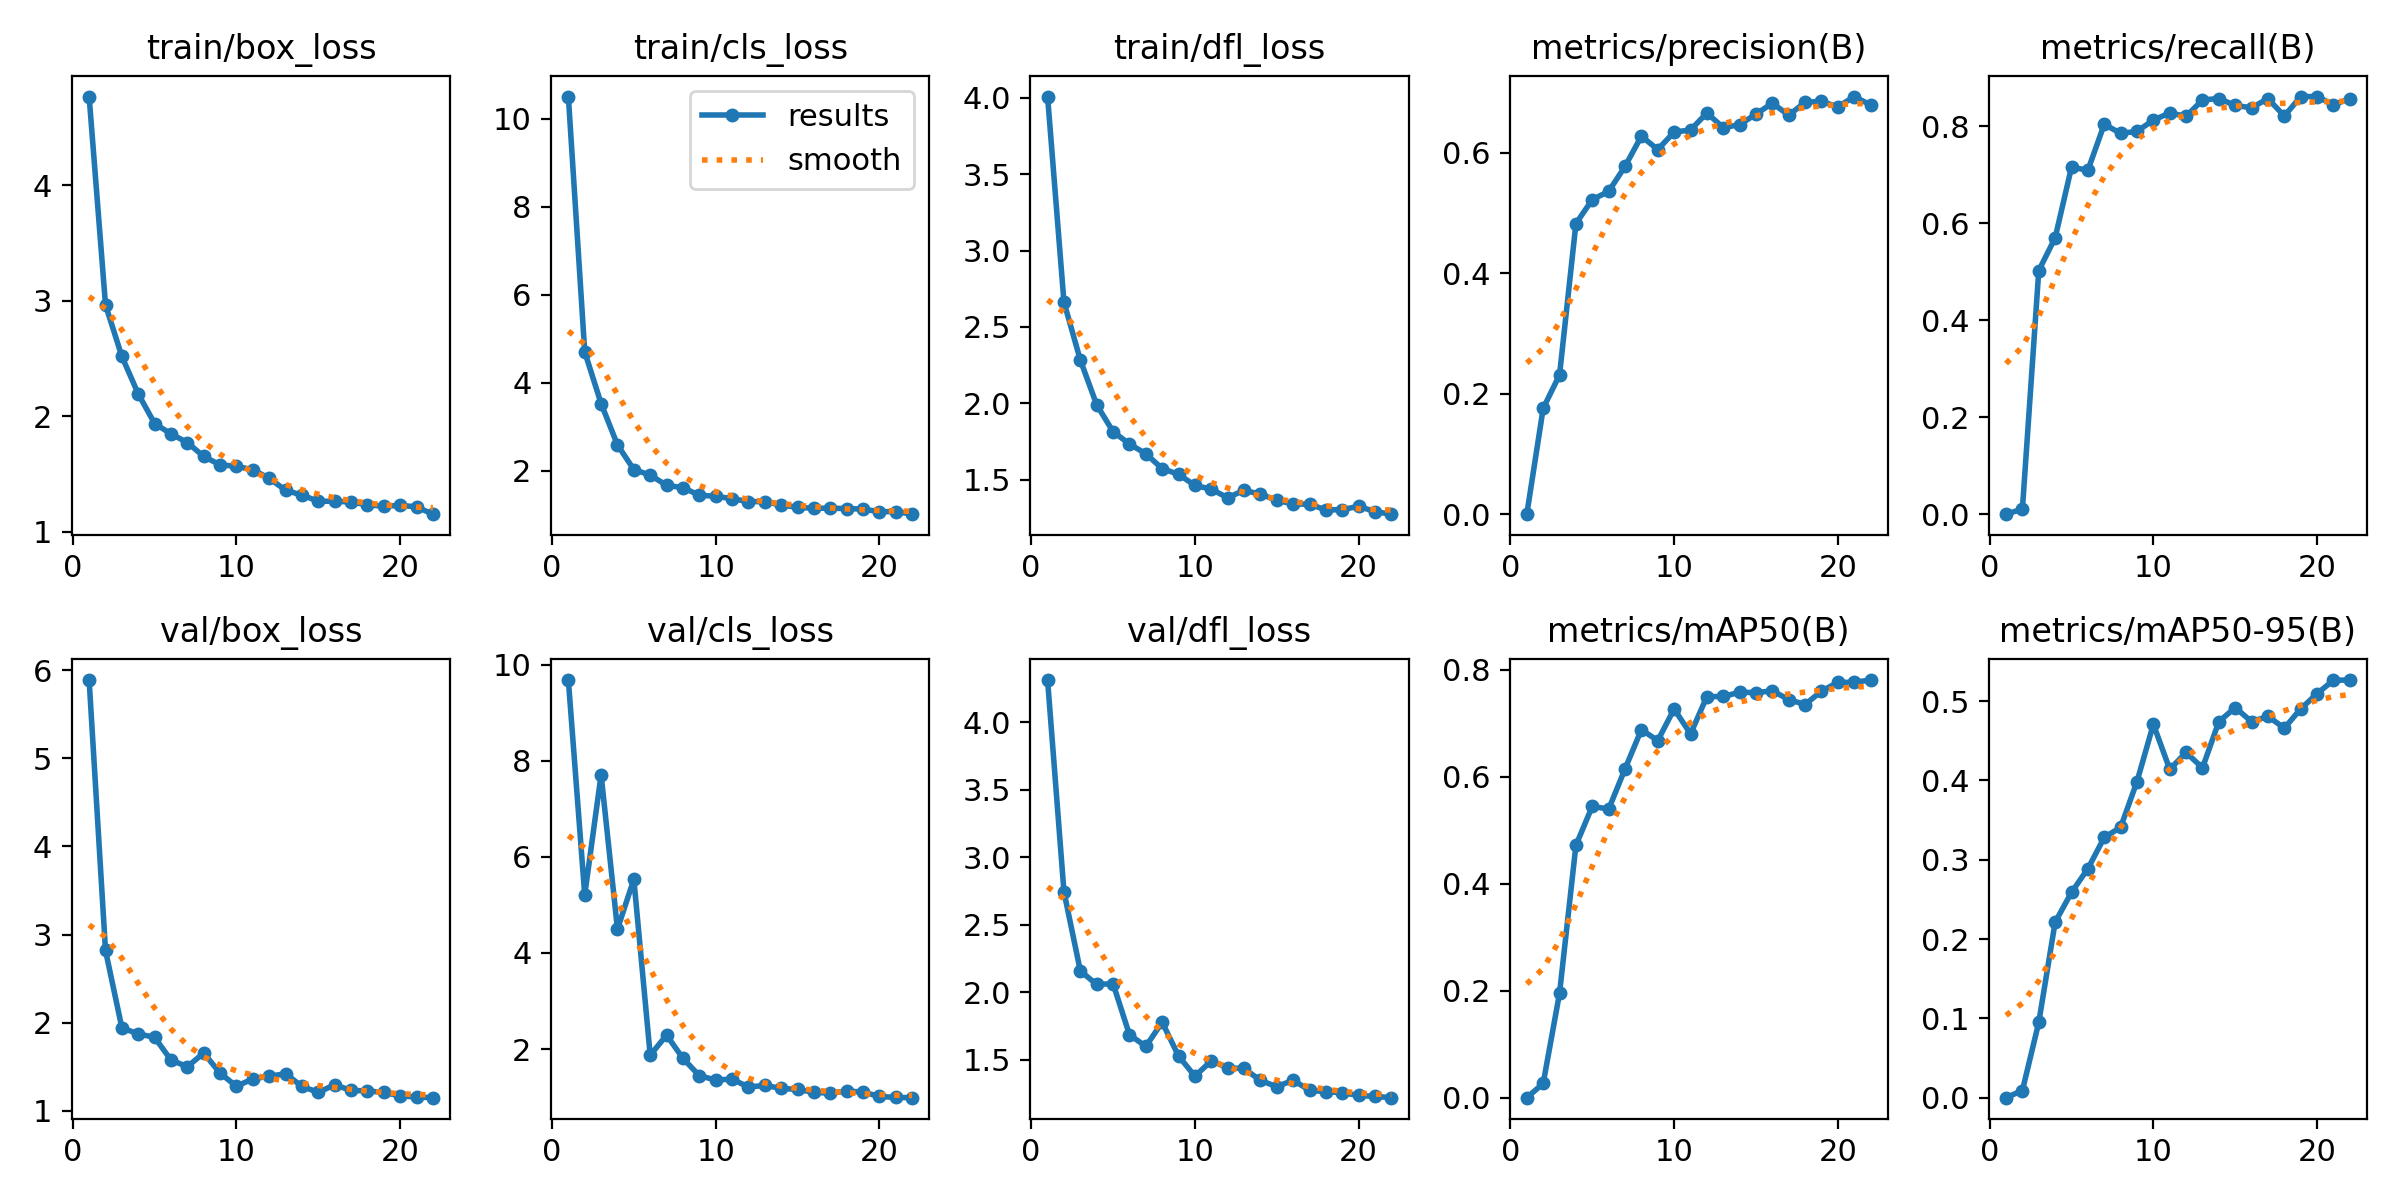 train/box_loss
4
3
2
1
0 10 20
train/cls_loss
results
smooth
10
8
6
4
2
0 10 20
train/dfl_loss
4.0
3.5
3.0
2.5
2.0
1.5
0 10 20
metrics/precision(B)
0.6
0.4
0.2
0.0
0 10 20
metrics/recall(B)
0.8
0.6
0.4
0.2
0.0
0 10 20
val/box_loss
6
5
4
3
2
1
0 10 20
val/cls_loss
10
8
6
4
2
0 10 20
val/dfl_loss
4.0
3.5
3.0
2.5
2.0
1.5
0 10 20
metrics/mAP50(B)
0.8
0.6
0.4
0.2
0.0
0 10 20
metrics/mAP50-95(B)
0.5
0.4
0.3
0.2
0.1
0.0
0 10 20